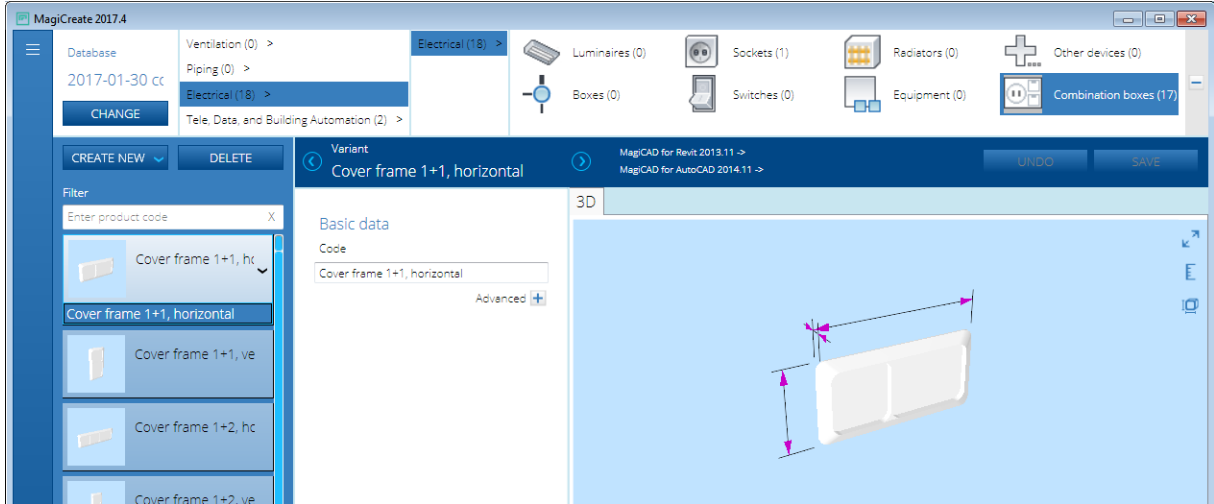 MagiCreate 2017.4
Database
2017-01-30 cc
CHANGE
Ventilation (0) >
Piping (0) >
Electrical (18) >
Tele, Data, and Building Automation (2) >
Electrical (18) >
Luminaires (0)
Sockets (1)
Radiators (0)
Other devices (0)
Boxes (0)
Switches (0)
Equipment (0)
Combination boxes (17)
CREATE NEW
DELETE
Variant
Cover frame 1+1, horizontal
MagiCAD for Revit 2013.11 ->
MagiCAD for AutoCAD 2014.11 ->
UNDO
SAVE
Filter
Enter product code X
Cover frame 1+1, hc
Cover frame 1+1, horizontal
Cover frame 1+1, ve
Cover frame 1+2, hc
Cover frame 1+2, ve
Basic data
Code
Cover frame 1+1, horizontal
Advanced +
3D